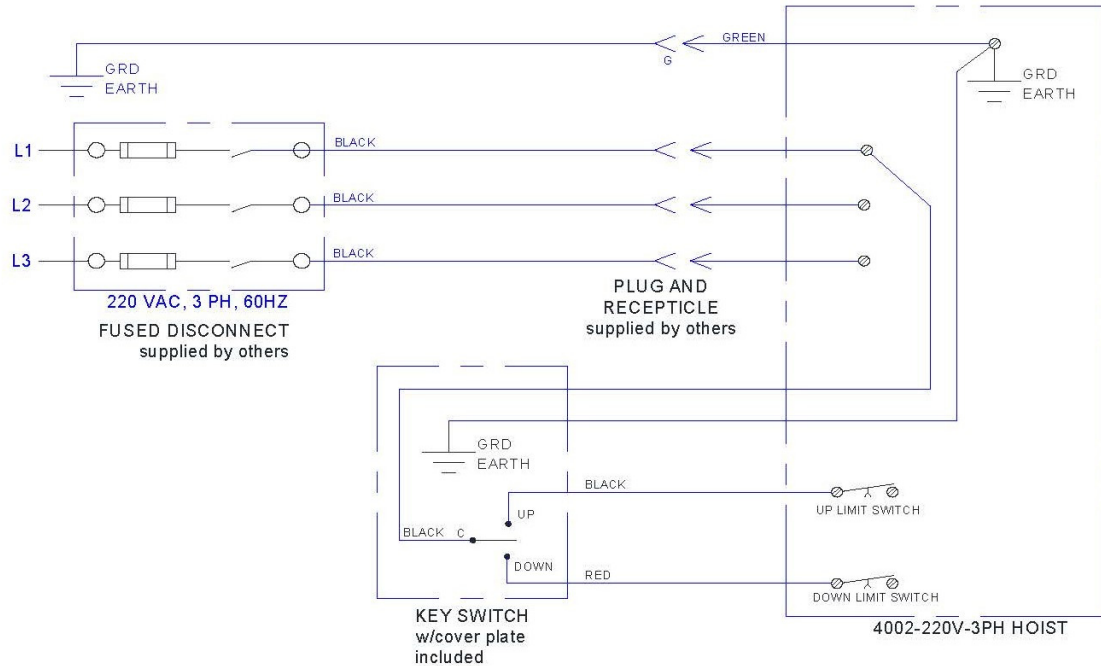 GREEN
G
GRD
EARTH
GRD
EARTH
L1
BLACK
L2
BLACK
L3
BLACK
220 VAC, 3 PH, 60HZ
FUSED DISCONNECT
supplied by others
PLUG AND
RECEPTICLE
supplied by others
GRD
EARTH
BLACK
UP
UP LIMIT SWITCH
BLACK C
DOWN
RED
DOWN LIMIT SWITCH
KEY SWITCH
w/cover plate
included
4002-220V-3PH HOIST